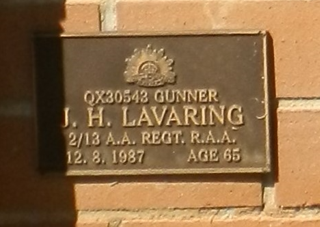 QX30543 GUNNER
J. H. LAVARING
2/13 A.A. REGT. R.A.A.
12. 8. 1987 AGE 65